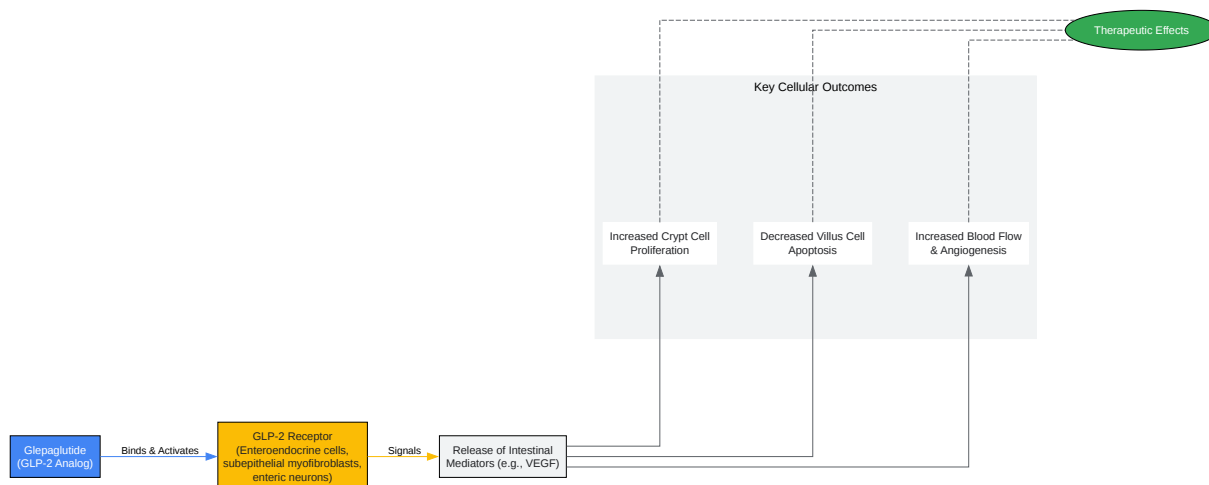 Therapeutic Effects
Key Cellular Outcomes
Increased Crypt Cell
Proliferation
Decreased Villus Cell
Apoptosis
Increased Blood Flow
& Angiogenesis
Glepaglutide
(GLP-2 Analog)
Binds & Activates
GLP-2 Receptor
(Enteroendocrine cells,
subepithelial myofibroblasts,
enteric neurons)
Signals
Release of Intestinal
Mediators (e.g., VEGF)